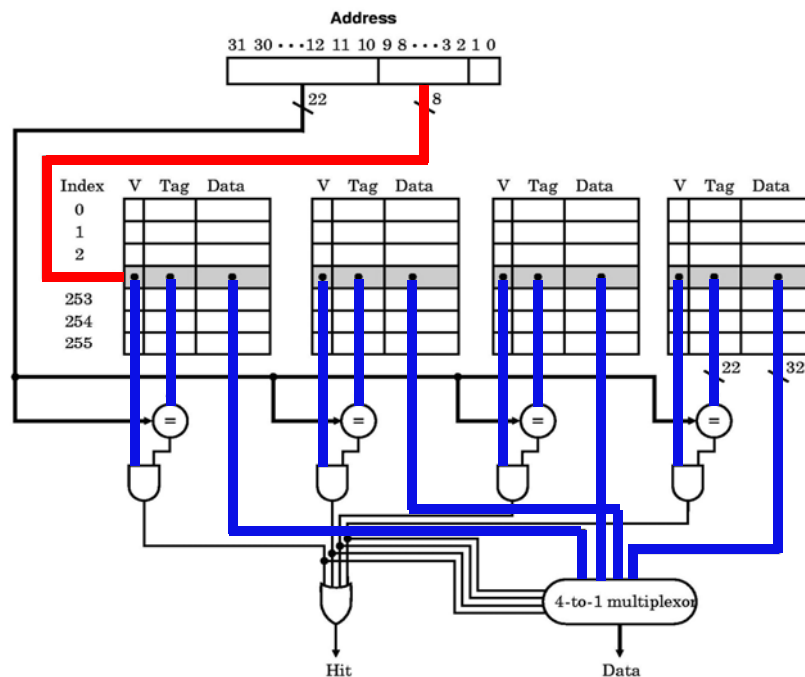 Address
31 30 ··· 12 11 10 9 8 ··· 3 2 1 0
22 8
Index V Tag Data V Tag Data V Tag Data V Tag Data
0
1
2
253
254
255
22 32
= = = =
4-to-1 multiplexor
Hit Data